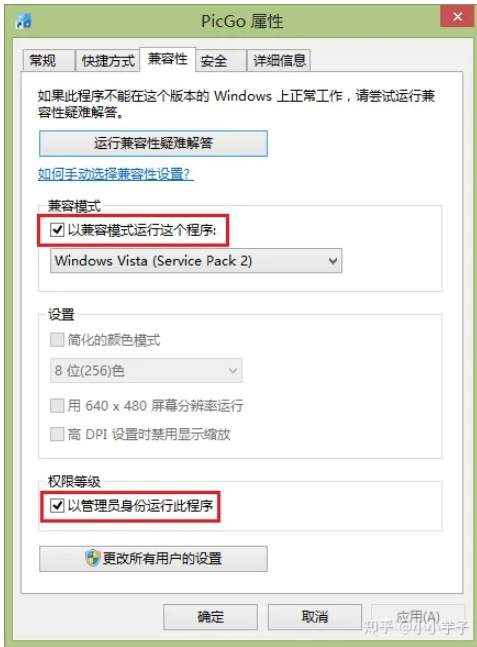 PicGo 属性
常规
快捷方式
兼容性
安全
详细信息
如果此程序不能在这个版本的 Windows 上正常工作，请尝试运行兼
容性疑难解答。
运行兼容性疑难解答
如何手动选择兼容性设置?
兼容模式
以兼容模式运行这个程序:
Windows Vista (Service Pack 2)
设置
简化的颜色模式
8 位(256)色
用 640 x 480 屏幕分辨率运行
高 DPI 设置时禁用显示缩放
权限等级
以管理员身份运行此程序
更改所有用户的设置
确定
取消
应用(A)
知乎 @小小芋子